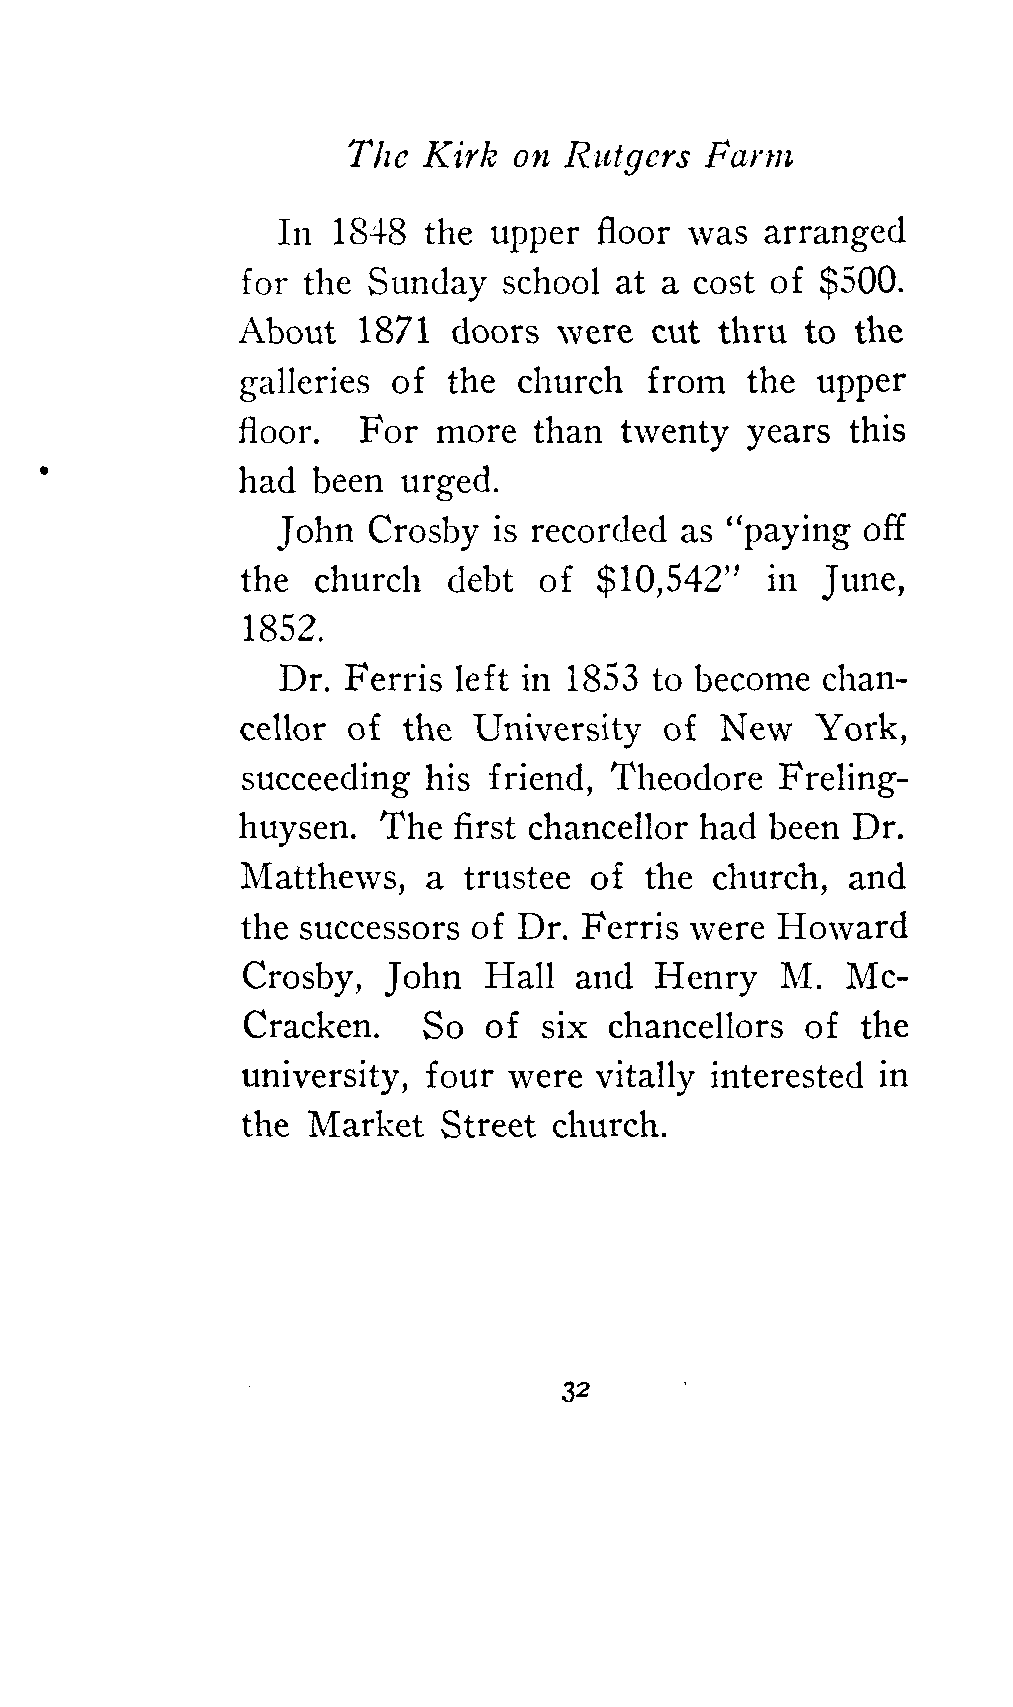 The Kirk on Rutgers Farm
In 1848 the upper floor was arranged
for the Sunday school at a cost of $500.
About 1871 doors were cut thru to the
galleries of the church from the upper
floor. For more than twenty years this
had been urged.
John Crosby is recorded as "paying off
the church debt of $10,542" in June,
1852.
Dr. Ferris left in 1853 to become chan-
cellor of the University of New York,
succeeding his friend, Theodore Freling-
huysen. The first chancellor had been Dr.
Matthews, a trustee of the church, and
the successors of Dr. Ferris were Howard
Crosby, John Hall and Henry M. Mc-
Cracken. So of six chancellors of the
university, four were vitally interested in
the Market Street church.
32